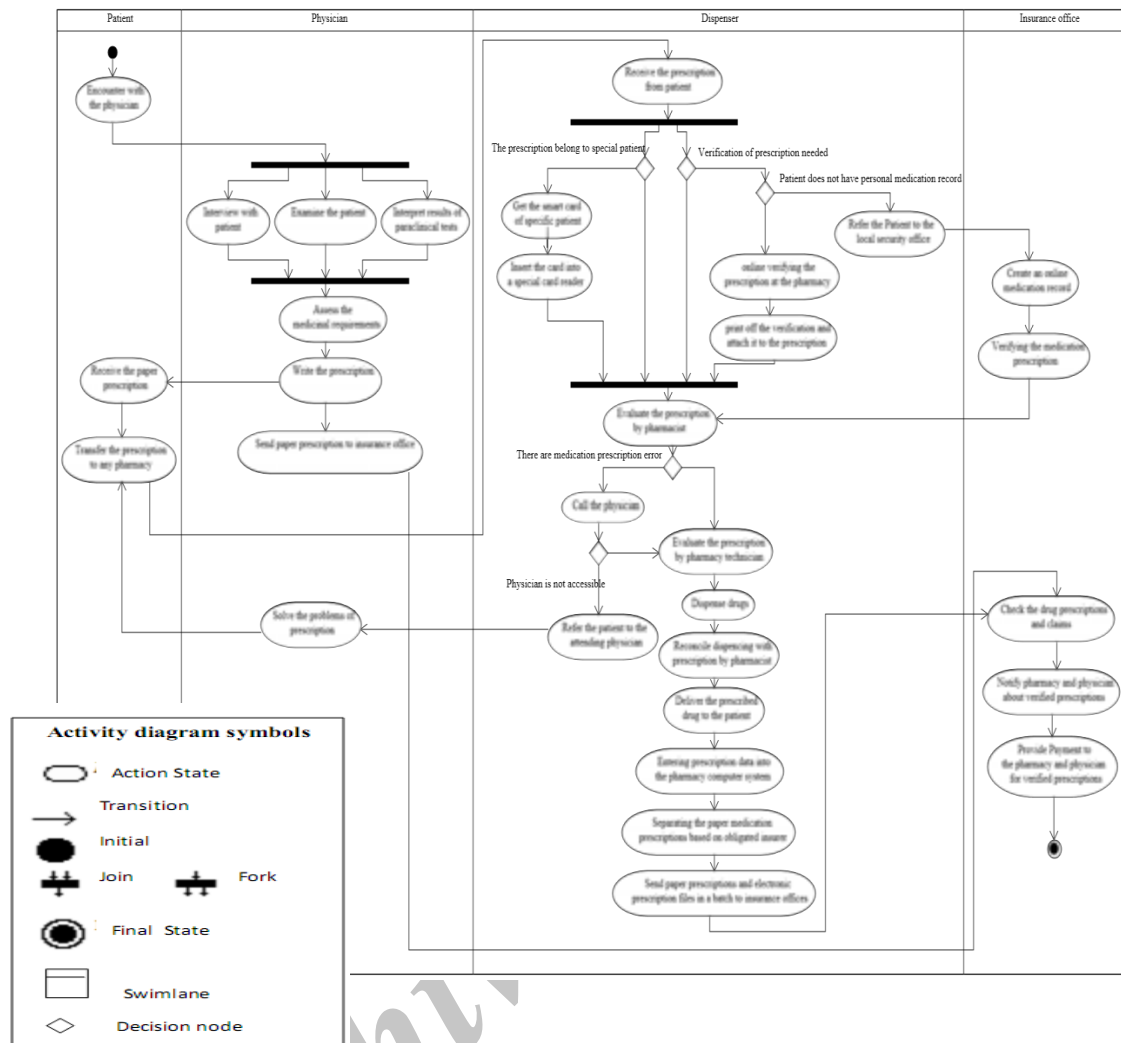 Patient
Physician
Dispenser
Insurance office
Encounter with
the physician
Interview with
patient
Examine the patient
Interpret results of
paraclinical tests
Assess the
medicinal requirements
Write the prescription
Receive the paper
prescription
Send paper prescription to insurance office
Transfer the prescription
to any pharmacy
Solve the problems of
prescription
Receive the prescription
from patient
The prescription belong to special patient
Verification of prescription needed
Patient does not have personal medication record
Get the smart card
of specific patient
Insert the card into
a special card reader
online verifying the
prescription at the pharmacy
print off the verification and
attach it to the prescription
Refer the Patient to the
local security office
Create an online
medication record
Verifying the medication
prescription
Evaluate the prescription
by pharmacist
There are medication prescription error
Call the physician
Evaluate the prescription
by pharmacy technician
Physician is not accessible
Refer the patient to the
attending physician
Dispense drugs
Reconcile dispencing with
prescription by pharmacist
Deliver the prescribed
drug to the patient
Entering prescription data into
the pharmacy computer system
Separating the paper medication
prescriptions based on obligated insurer
Send paper prescriptions and electronic
prescription files in a batch to insurance offices
Check the drug prescriptions
and claims
Notify pharmacy and physician
about verified prescriptions
Provide Payment to
the pharmacy and physician
for verified prescriptions
Activity diagram symbols
Action State
Transition
Initial
Join
Fork
Final State
Swimlane
Decision node